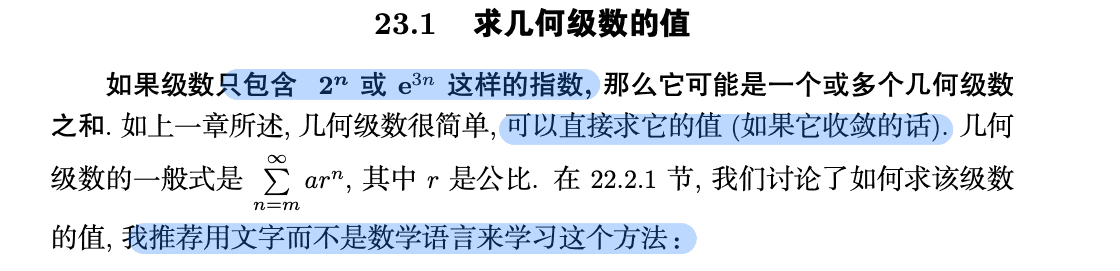 23.1 求几何级数的值
如果级数只包含 2ⁿ 或 e³ⁿ 这样的指数, 那么它可能是一个或多个几何级数
之和. 如上一章所述, 几何级数很简单, 可以直接求它的值 (如果它收敛的话). 几何
级数的一般式是 ∑_{n=m}^{∞} arⁿ, 其中 r 是公比. 在 22.2.1 节, 我们讨论了如何求该级数
的值, 我推荐用文字而不是数学语言来学习这个方法: